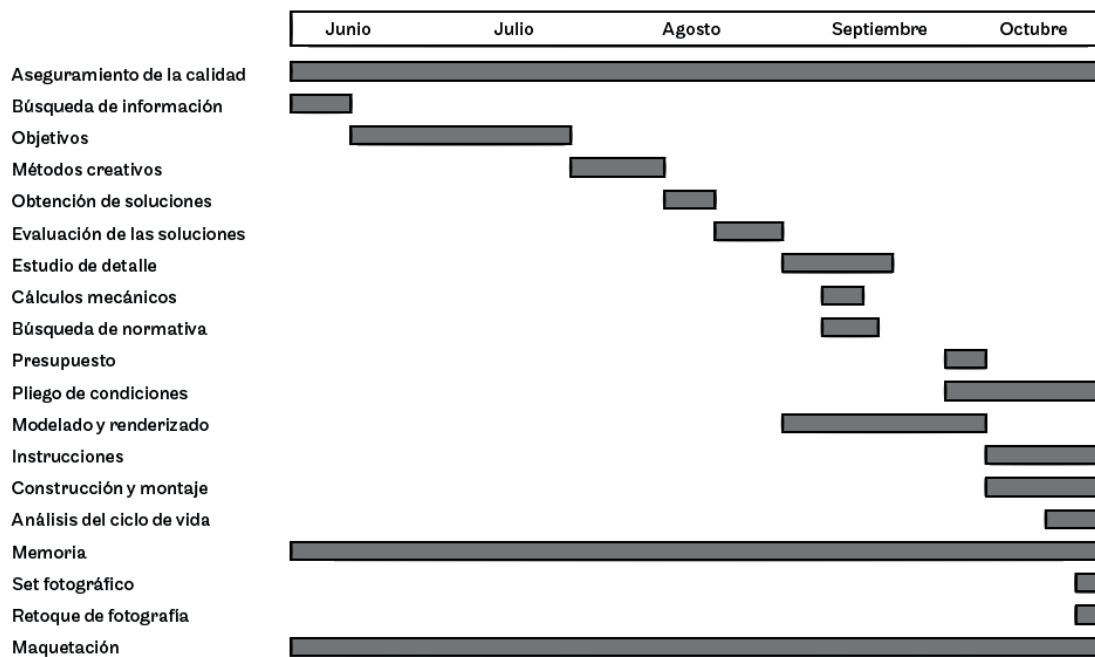 Junio Julio Agosto Septiembre Octubre
Aseguramiento de la calidad
Búsqueda de información
Objetivos
Métodos creativos
Obtención de soluciones
Evaluación de las soluciones
Estudio de detalle
Cálculos mecánicos
Búsqueda de normativa
Presupuesto
Pliego de condiciones
Modelado y renderizado
Instrucciones
Construcción y montaje
Análisis del ciclo de vida
Memoria
Set fotográfico
Retoque de fotografía
Maquetación